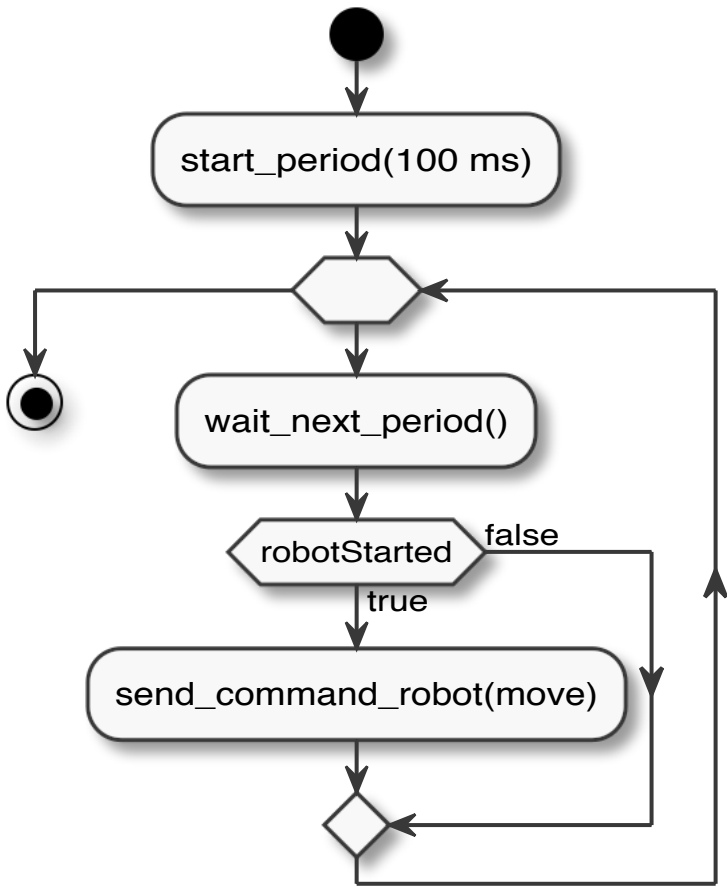 start_period(100 ms)
wait_next_period()
robotStarted
false
true
send_command_robot(move)